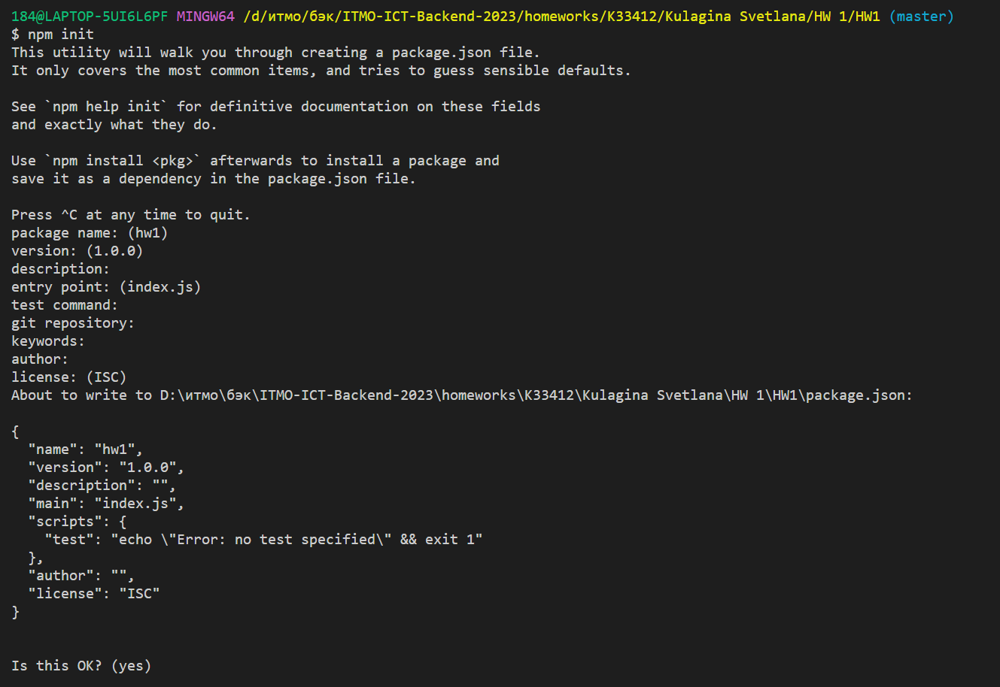 184@LAPTOP-5UI6L6PF MINGW64 /d/итмо/бэк/ITMO-ICT-Backend-2023/homeworks/K33412/Kulagina Svetlana/HW 1/HW1 (master)
$ npm init
This utility will walk you through creating a package.json file.
It only covers the most common items, and tries to guess sensible defaults.

See `npm help init` for definitive documentation on these fields
and exactly what they do.

Use `npm install <pkg>` afterwards to install a package and
save it as a dependency in the package.json file.

Press ^C at any time to quit.
package name: (hw1)
version: (1.0.0)
description:
entry point: (index.js)
test command:
git repository:
keywords:
author:
license: (ISC)
About to write to D:\итмо\бэк\ITMO-ICT-Backend-2023\homeworks\K33412\Kulagina Svetlana\HW 1\HW1\package.json:

{
  "name": "hw1",
  "version": "1.0.0",
  "description": "",
  "main": "index.js",
  "scripts": {
    "test": "echo \"Error: no test specified\" && exit 1"
  },
  "author": "",
  "license": "ISC"
}


Is this OK? (yes)